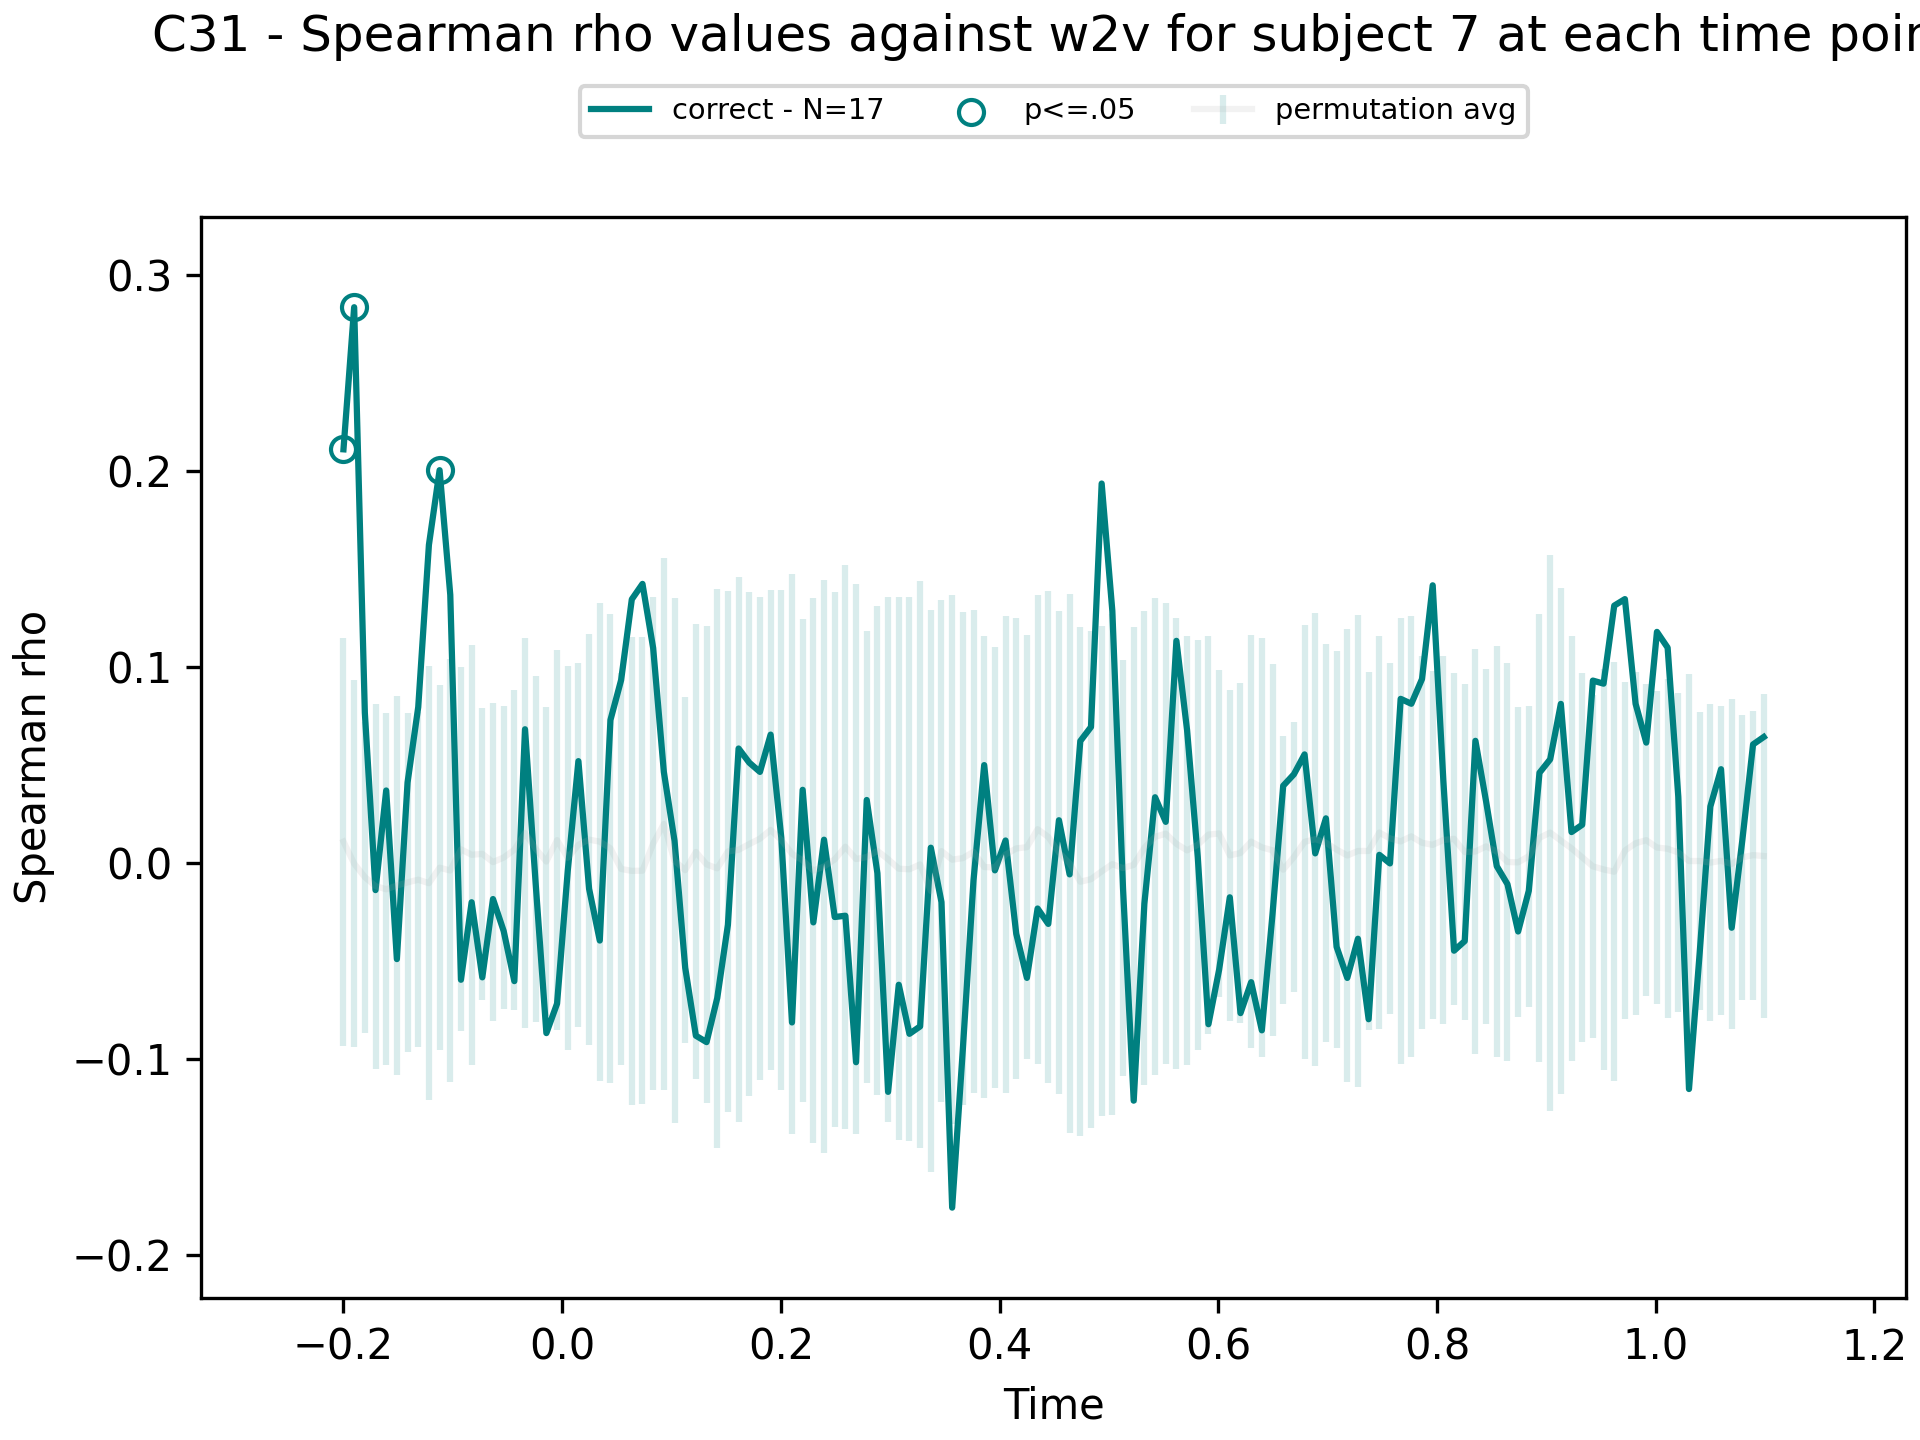 C31 - Spearman rho values against w2v for subject 7 at each time
correct - N=17 p<=.05 permutation avg
0.3
0.2
0.1
0.0
−0.1
−0.2
Spearman rho
−0.2 0.0 0.2 0.4 0.6 0.8 1.0 1.2
Time